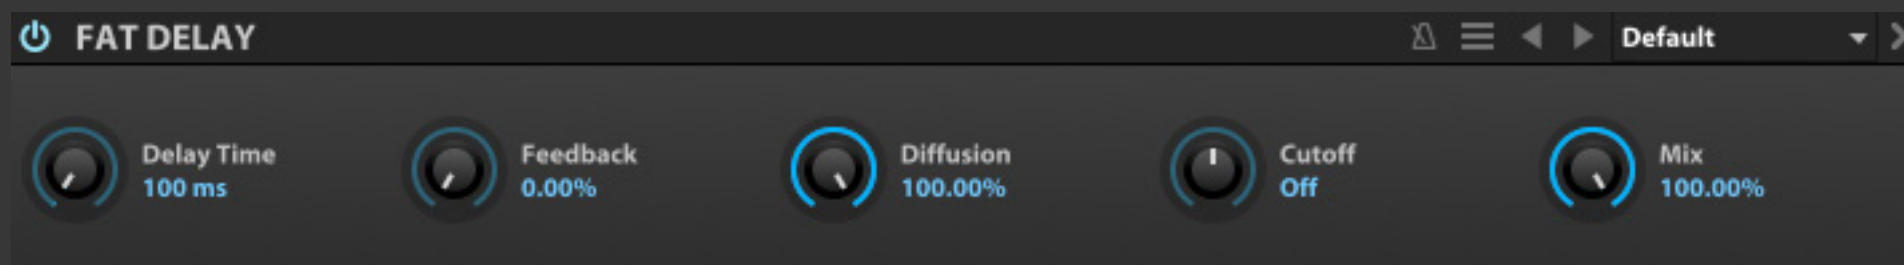 FAT DELAY
Default
Delay Time
100 ms
Feedback
0.00%
Diffusion
100.00%
Cutoff
Off
Mix
100.00%